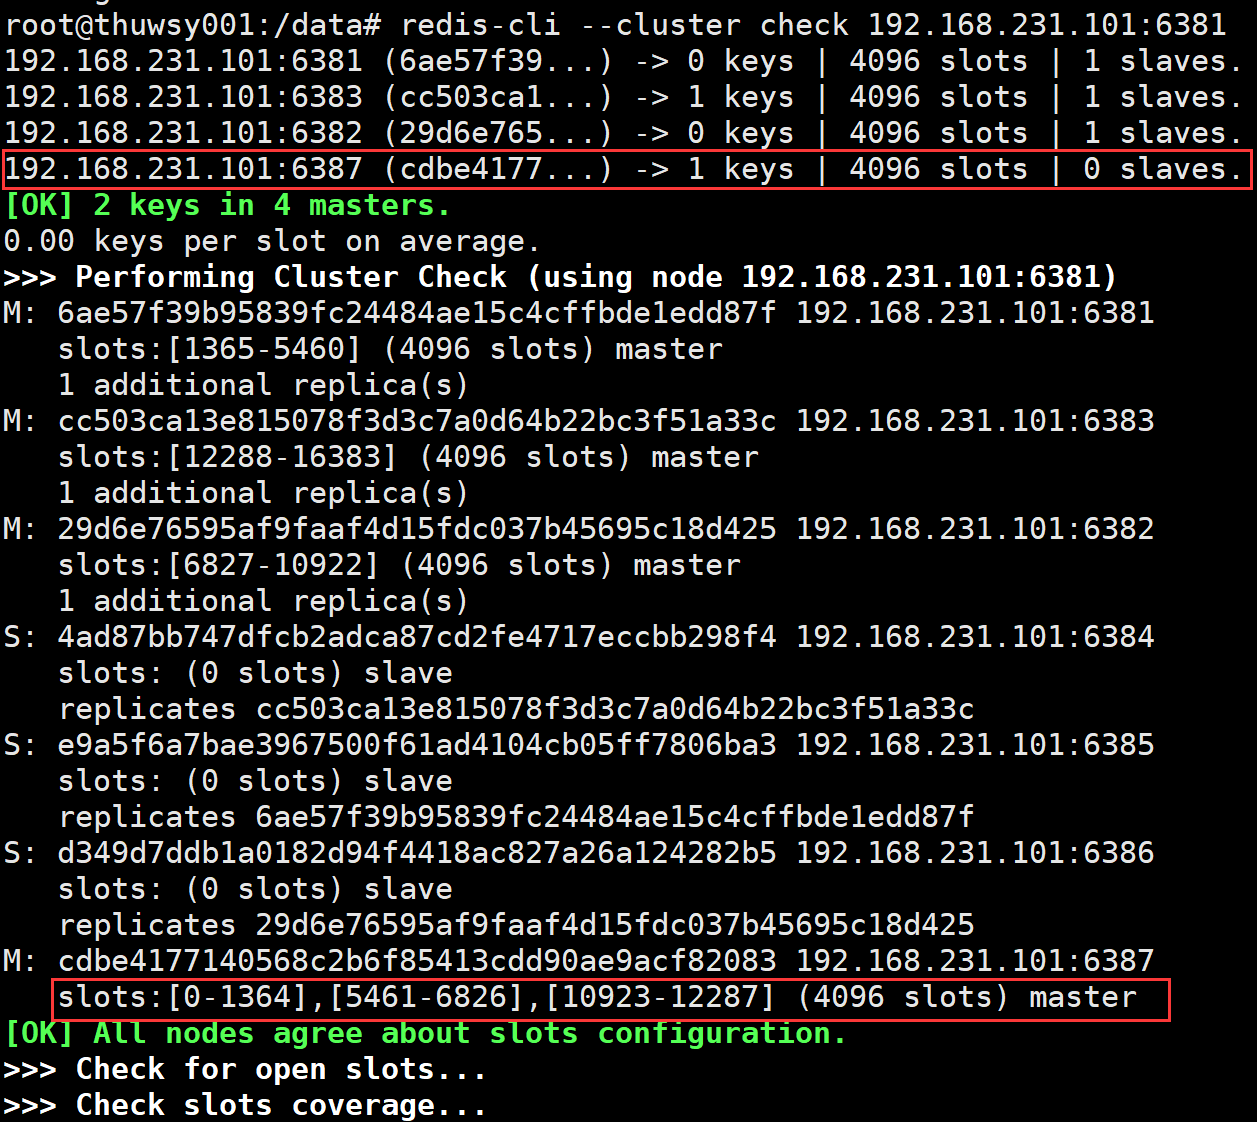 root@thuwsy001:/data# redis-cli --cluster check 192.168.231.101:6381
192.168.231.101:6381 (6ae57f39...) -> 0 keys | 4096 slots | 1 slaves.
192.168.231.101:6383 (cc503ca1...) -> 1 keys | 4096 slots | 1 slaves.
192.168.231.101:6382 (29d6e765...) -> 0 keys | 4096 slots | 1 slaves.
192.168.231.101:6387 (cdbe4177...) -> 1 keys | 4096 slots | 0 slaves.
[OK] 2 keys in 4 masters.
0.00 keys per slot on average.
>>> Performing Cluster Check (using node 192.168.231.101:6381)
M: 6ae57f39b95839fc24484ae15c4cffbde1edd87f 192.168.231.101:6381
   slots:[1365-5460] (4096 slots) master
   1 additional replica(s)
M: cc503ca13e815078f3d3c7a0d64b22bc3f51a33c 192.168.231.101:6383
   slots:[12288-16383] (4096 slots) master
   1 additional replica(s)
M: 29d6e76595af9faaf4d15fdc037b45695c18d425 192.168.231.101:6382
   slots:[6827-10922] (4096 slots) master
   1 additional replica(s)
S: 4ad87bb747dfcb2adca87cd2fe4717eccbb298f4 192.168.231.101:6384
   slots: (0 slots) slave
   replicates cc503ca13e815078f3d3c7a0d64b22bc3f51a33c
S: e9a5f6a7bae3967500f61ad4104cb05ff7806ba3 192.168.231.101:6385
   slots: (0 slots) slave
   replicates 6ae57f39b95839fc24484ae15c4cffbde1edd87f
S: d349d7ddb1a0182d94f4418ac827a26a124282b5 192.168.231.101:6386
   slots: (0 slots) slave
   replicates 29d6e76595af9faaf4d15fdc037b45695c18d425
M: cdbe4177140568c2b6f85413cdd90ae9acf82083 192.168.231.101:6387
   slots:[0-1364],[5461-6826],[10923-12287] (4096 slots) master
[OK] All nodes agree about slots configuration.
>>> Check for open slots...
>>> Check slots coverage...